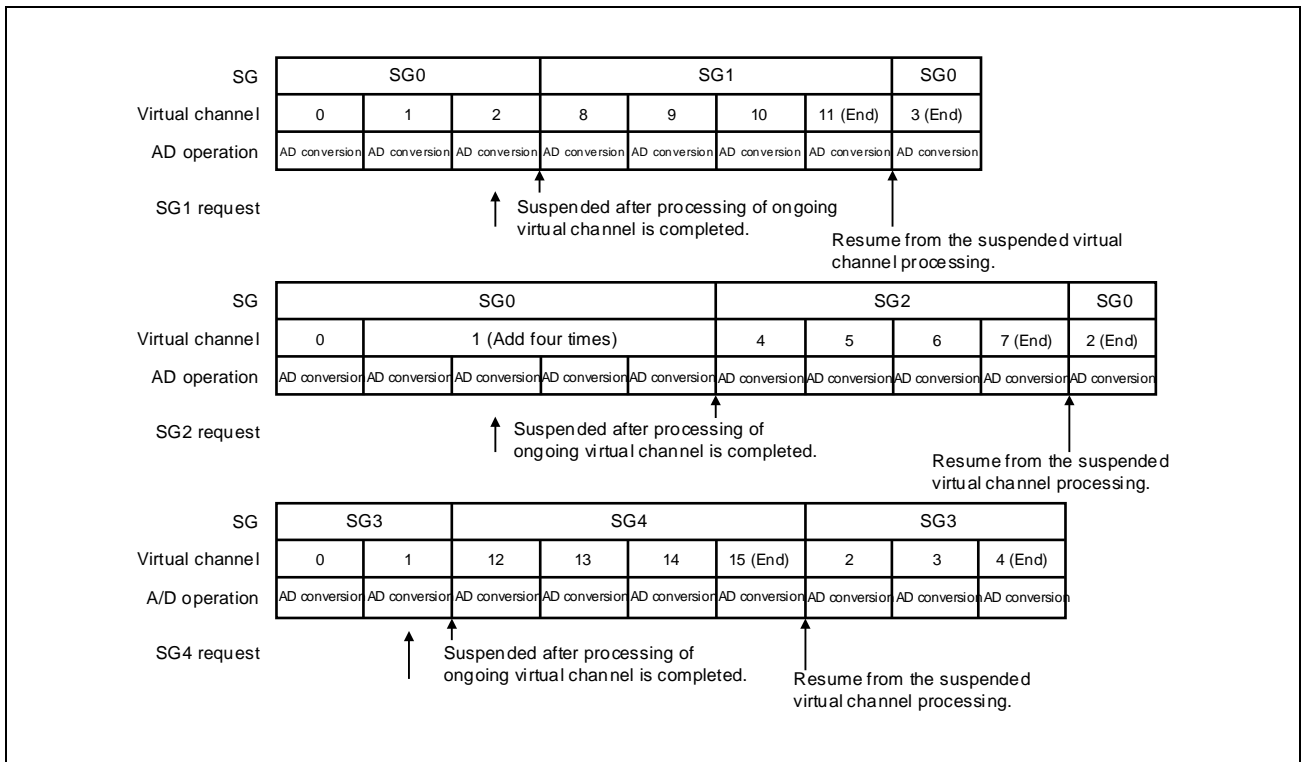 SG SG0 SG1 SG0
Virtual channel 0 1 2 8 9 10 11 (End) 3 (End)
AD operation AD conversion AD conversion AD conversion AD conversion AD conversion AD conversion AD conversion AD conversion
SG1 request
Suspended after processing of ongoing
virtual channel is completed.
Resume from the suspended virtual
channel processing.
SG SG0 SG2 SG0
Virtual channel 0 1 (Add four times) 4 5 6 7 (End) 2 (End)
AD operation AD conversion AD conversion AD conversion AD conversion AD conversion AD conversion AD conversion AD conversion AD conversion AD conversion
SG2 request
Suspended after processing of
ongoing virtual channel is completed.
Resume from the suspended
virtual channel processing.
SG SG3 SG4 SG3
Virtual channel 0 1 12 13 14 15 (End) 2 3 4 (End)
A/D operation AD conversion AD conversion AD conversion AD conversion AD conversion AD conversion AD conversion AD conversion AD conversion
SG4 request
Suspended after processing of
ongoing virtual channel is completed.
Resume from the suspended
virtual channel processing.